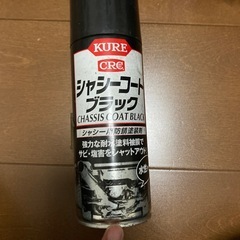 KURE
CRC
シャシーコート
ブラック
CHASSIS COAT BLACK
シャシー用防錆塗装剤
強力な耐水塗料被膜で
サビ・塩害をシャットアウト